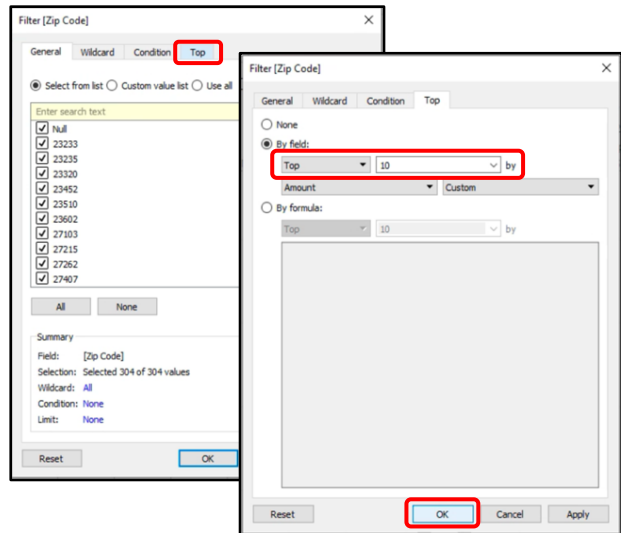 Filter [Zip Code]
General Wildcard Condition Top
Select from list Custom value list Use all
Enter search text
Null
23233
23235
23320
23452
23510
23602
27103
27215
27262
27407
All None
Summary
Field: [Zip Code]
Selection: Selected 304 of 304 values
Wildcard: All
Condition: None
Limit: None
Reset OK
Filter [Zip Code]
General Wildcard Condition Top
None
By field:
Top 10 by
Amount Custom
By formula:
Top 10 by
Reset OK Cancel Apply